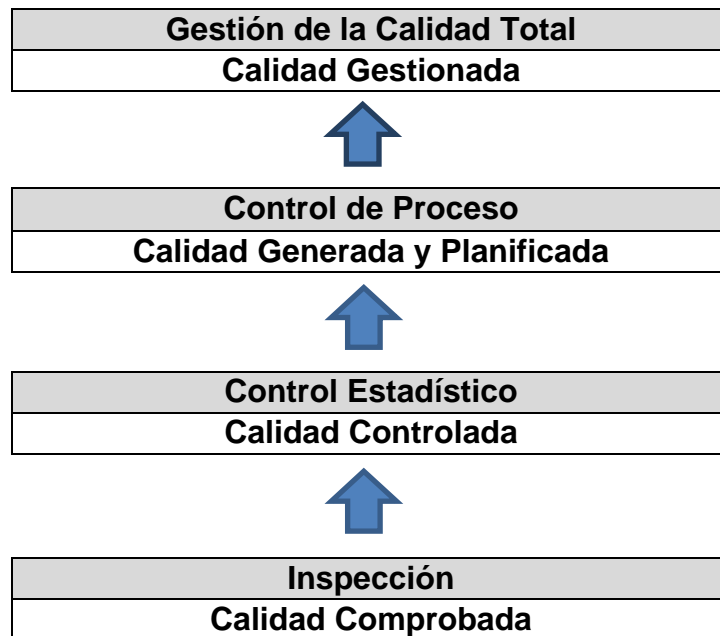 Gestión de la Calidad Total
Calidad Gestionada
Control de Proceso
Calidad Generada y Planificada
Control Estadístico
Calidad Controlada
Inspección
Calidad Comprobada